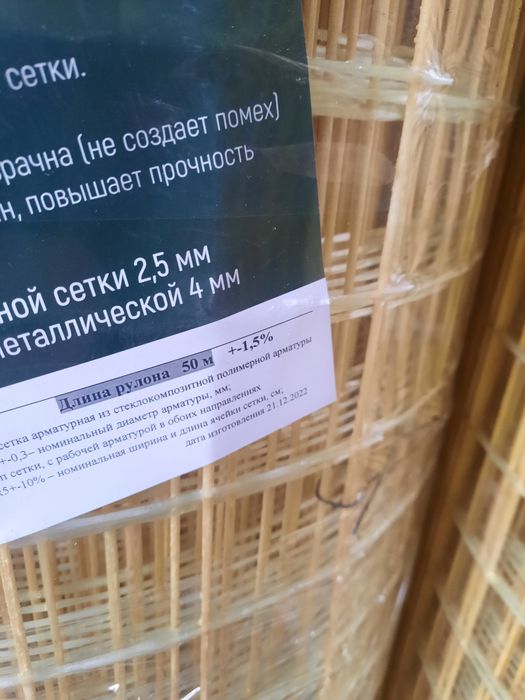 сетки.
рачна (не создает помех)
н, повышает прочность
ной сетки 2,5 мм
еталлической 4 мм
Длина рулона 50 м +-1,5%
сетка арматурная из стеклокомпозитной полимерной арматуры
+-0.3– номинальный диаметр арматуры, мм;
п сетки, с рабочей арматурой в обоих направлениях
5+-10% – номинальная ширина и длина ячейки сетки, см;
дата изготовления 21.12.2022